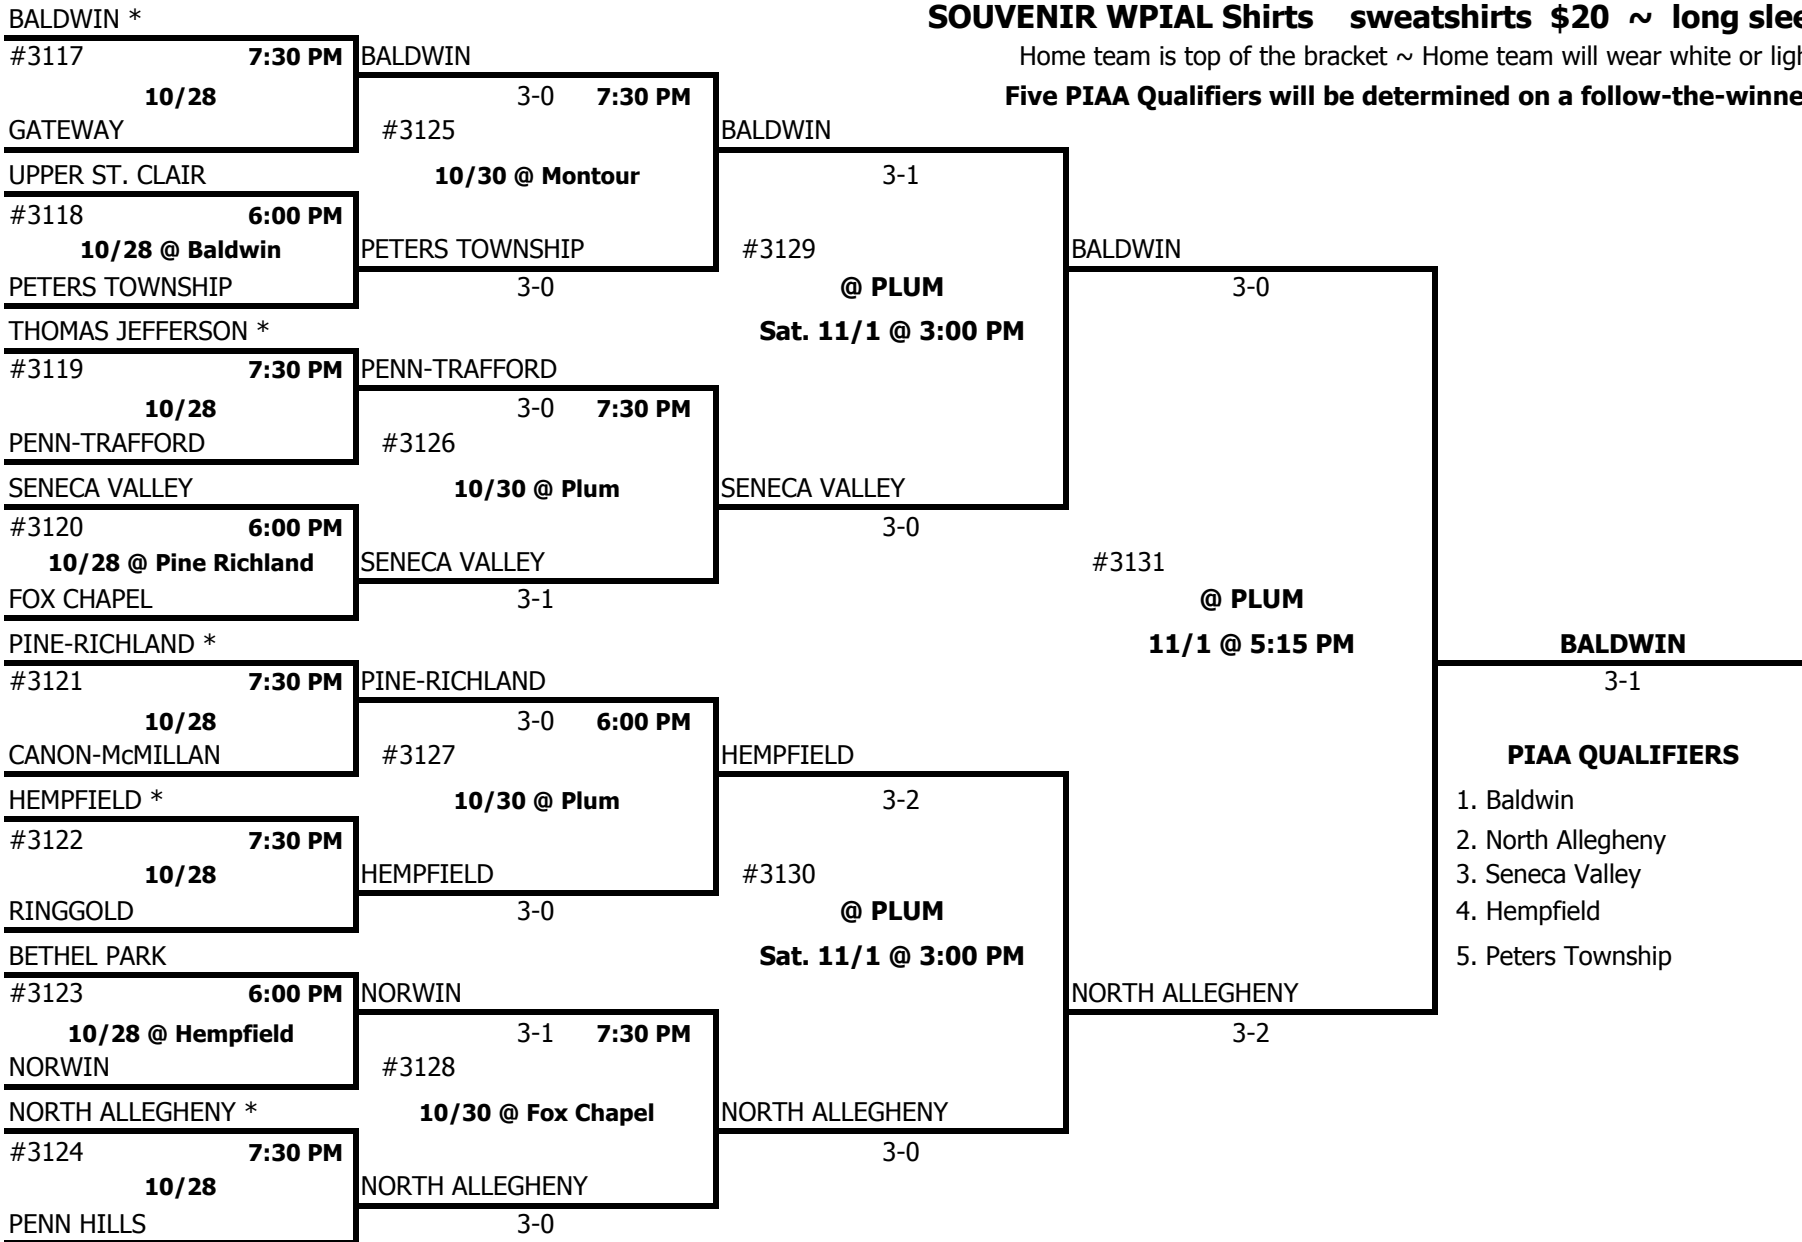 BALDWIN *
SOUVENIR WPIAL Shirts sweatshirts $20 ~ long
#3117 7:30 PM BALDWIN
Home team is top of the bracket ~ Home team will wear white or
10/28 3-0 7:30 PM
Five PIAA Qualifiers will be determined on a
GATEWAY #3125 BALDWIN
UPPER ST. CLAIR 10/30 @ Montour 3-1
#3118 6:00 PM
10/28 @ Baldwin PETERS TOWNSHIP #3129 BALDWIN
PETERS TOWNSHIP 3-0 @ PLUM 3-0
THOMAS JEFFERSON * Sat. 11/1 @ 3:00 PM
#3119 7:30 PM PENN-TRAFFORD
10/28 3-0 7:30 PM
PENN-TRAFFORD #3126
SENECA VALLEY 10/30 @ Plum SENECA VALLEY
#3120 6:00 PM 3-0
10/28 @ Pine Richland SENECA VALLEY #3131
FOX CHAPEL 3-1 @ PLUM
PINE-RICHLAND * 11/1 @ 5:15 PM BALDWIN
#3121 7:30 PM PINE-RICHLAND 3-1
10/28 3-0 6:00 PM
CANON-McMILLAN #3127 HEMPFIELD PIAA QUALIFIERS
HEMPFIELD * 10/30 @ Plum 3-2 1. Baldwin
#3122 7:30 PM 2. North Allegheny
10/28 HEMPFIELD #3130 3. Seneca Valley
RINGGOLD 3-0 @ PLUM 4. Hempfield
BETHEL PARK Sat. 11/1 @ 3:00 PM 5. Peters Township
#3123 6:00 PM NORWIN NORTH ALLEGHENY
10/28 @ Hempfield 3-1 7:30 PM 3-2
NORWIN #3128
NORTH ALLEGHENY * 10/30 @ Fox Chapel NORTH ALLEGHENY
#3124 7:30 PM 3-0
10/28 NORTH ALLEGHENY
PENN HILLS 3-0